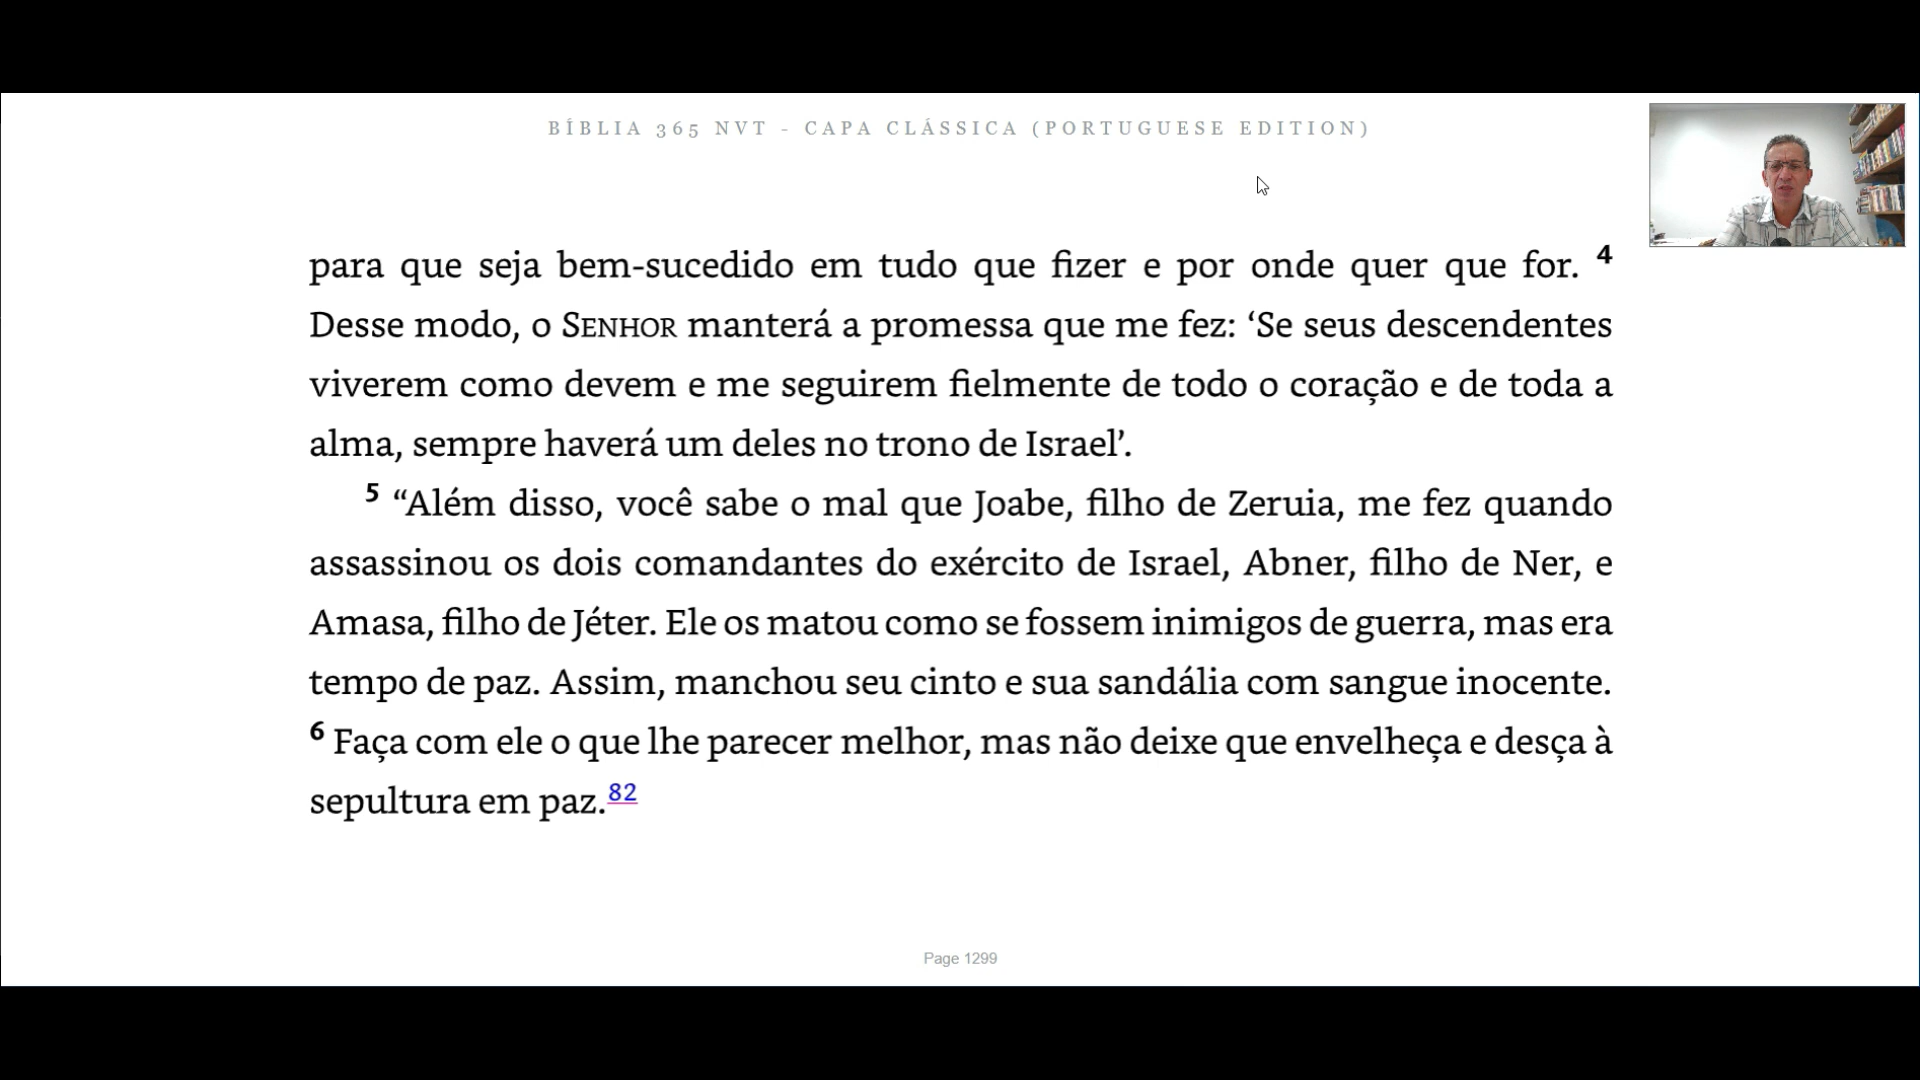 BÍBLIA 365 NVT - CAPA CLÁSSICA (PORTUGUESE EDITION)
para que seja bem-sucedido em tudo que fizer e por onde quer que for. 4
Desse modo, o SENHOR manterá a promessa que me fez: ‘Se seus descendentes
viverem como devem e me seguirem fielmente de todo o coração e de toda a
alma, sempre haverá um deles no trono de Israel’.
5 “Além disso, você sabe o mal que Joabe, filho de Zeruia, me fez quando
assassinou os dois comandantes do exército de Israel, Abner, filho de Ner, e
Amasa, filho de Jéter. Ele os matou como se fossem inimigos de guerra, mas era
tempo de paz. Assim, manchou seu cinto e sua sandália com sangue inocente.
6 Faça com ele o que lhe parecer melhor, mas não deixe que envelheça e desça à
sepultura em paz.82
Page 1299